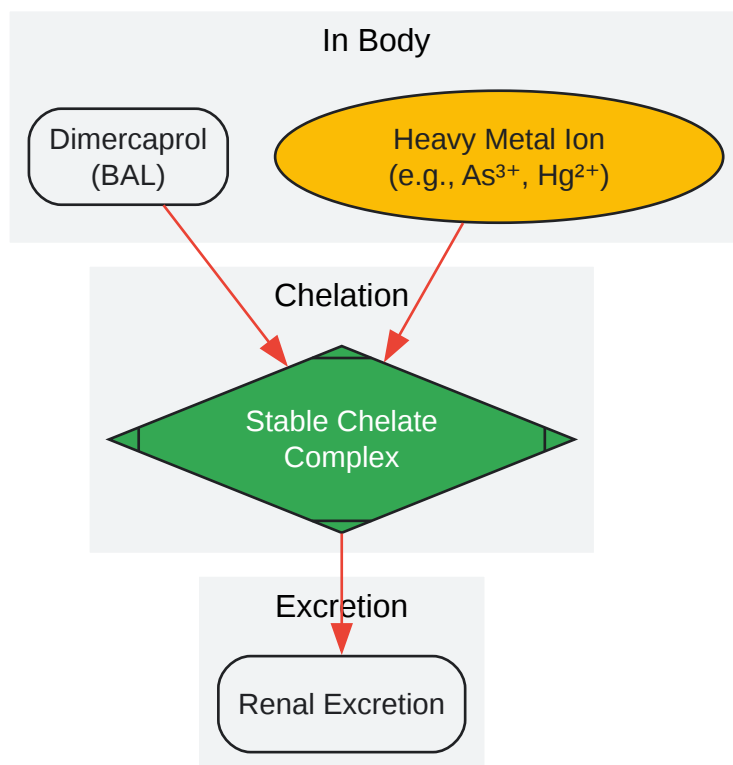 In Body
Dimercaprol
(BAL)
Heavy Metal Ion
(e.g., As³⁺, Hg²⁺)
Chelation
Stable Chelate
Complex
Excretion
Renal Excretion